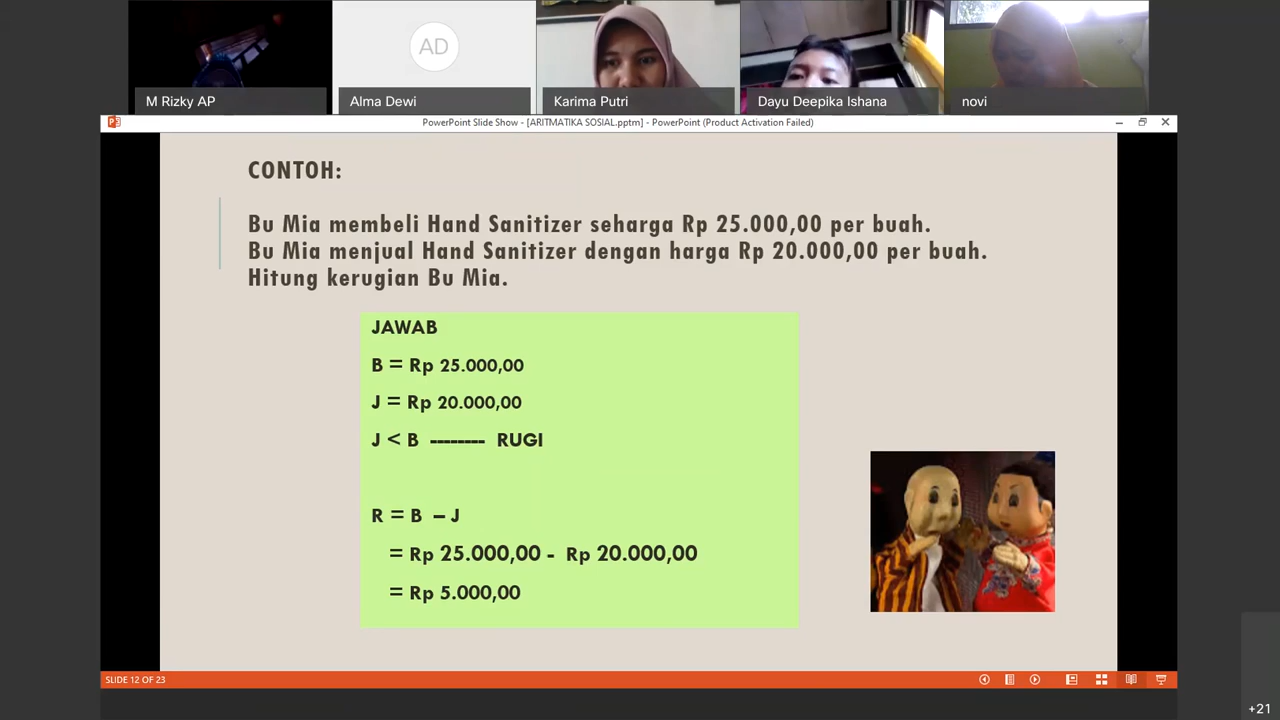 AD
M Rizky AP
Alma Dewi
Karima Putri
Dayu Deepika Ishana
novi
PowerPoint Slide Show - [ARITMATIKA SOSIAL.pptm] - PowerPoint (Product Activation Failed)
CONTOH:
Bu Mia membeli Hand Sanitizer seharga Rp 25.000,00 per buah.
Bu Mia menjual Hand Sanitizer dengan harga Rp 20.000,00 per buah.
Hitung kerugian Bu Mia.
JAWAB
B = Rp 25.000,00
J = Rp 20.000,00
J < B -------- RUGI
R = B – J
= Rp 25.000,00 - Rp 20.000,00
= Rp 5.000,00
SLIDE 12 OF 23
+21